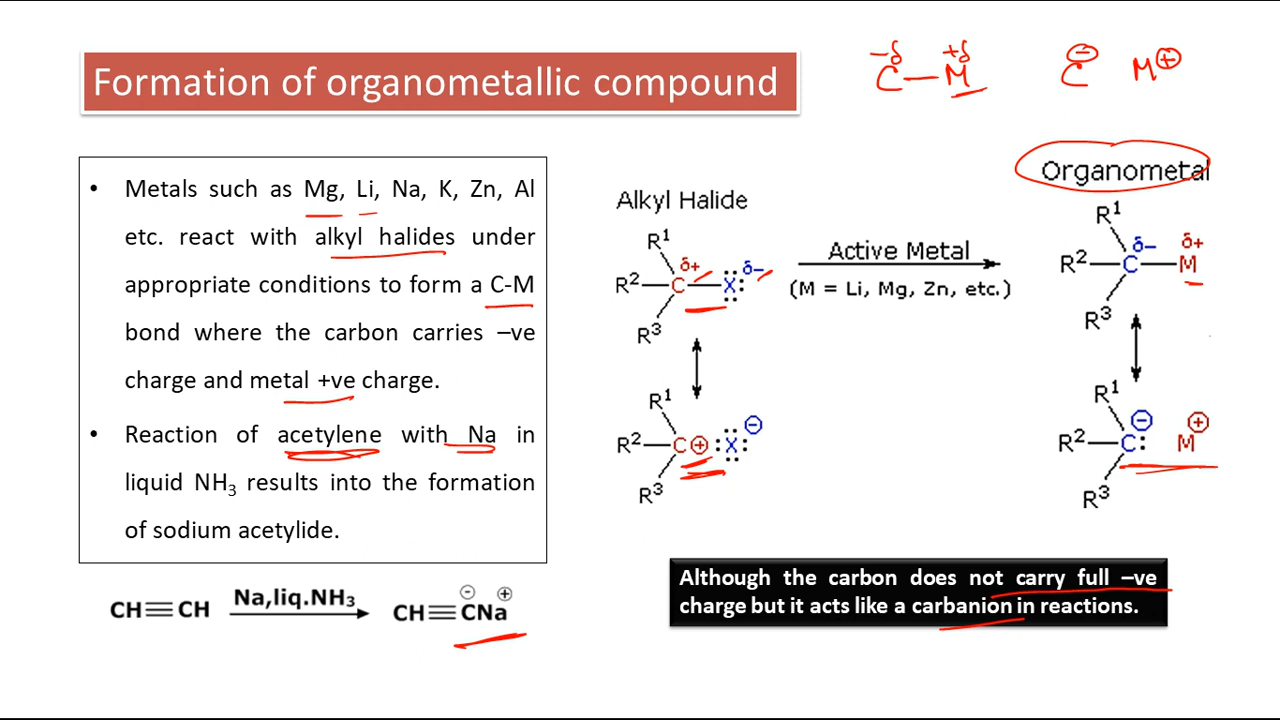 Formation of organometallic compound
−δ +δ
C — M
C⊖ M⊕
• Metals such as Mg, Li, Na, K, Zn, Al
etc. react with alkyl halides under
appropriate conditions to form a C-M
bond where the carbon carries –ve
charge and metal +ve charge.
• Reaction of acetylene with Na in
liquid NH₃ results into the formation
of sodium acetylide.
CH≡CH Na,liq.NH₃ CH≡C⊖Na⊕
Alkyl Halide
R¹
δ+ δ−
R²—C—X:
R³
Active Metal
(M = Li, Mg, Zn, etc.)
Organometal
R¹
δ− δ+
R²—C—M
R³
R¹
⊖
R²—C⊕ :X:
R³
R¹
⊖ ⊕
R²—C: M
R³
Although the carbon does not carry full –ve
charge but it acts like a carbanion in reactions.